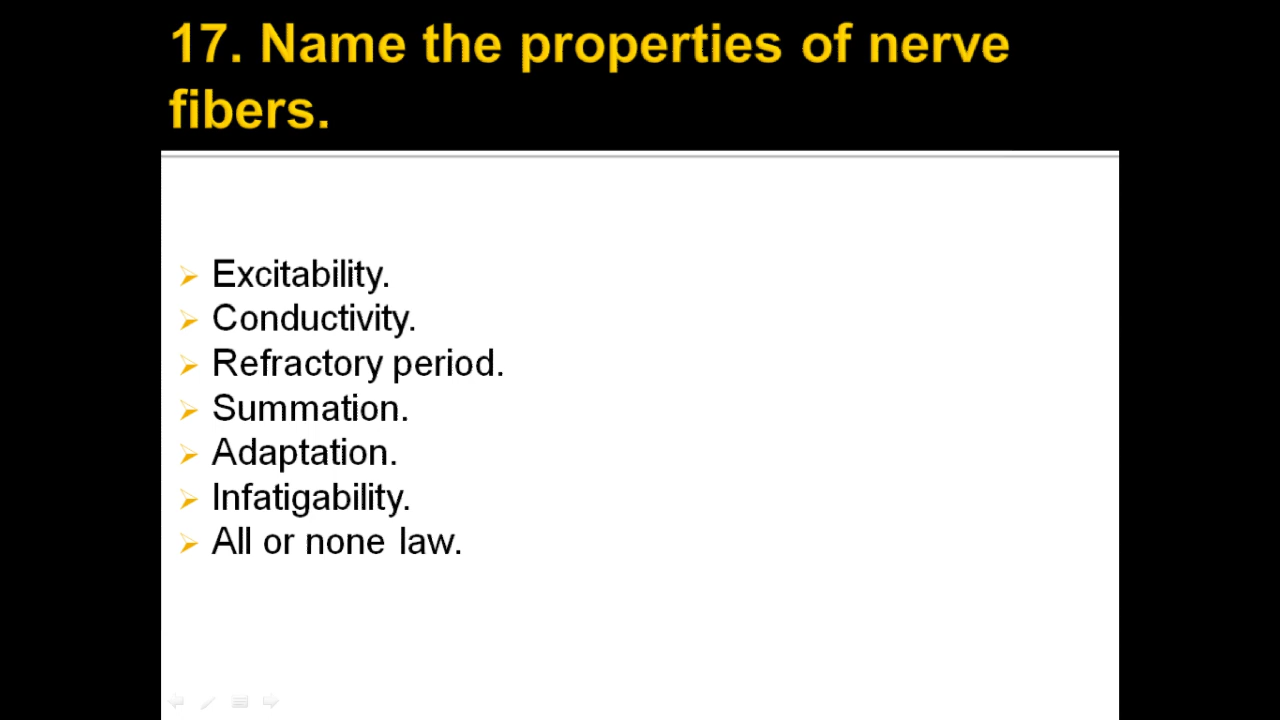 17. Name the properties of nerve
fibers.
Excitability.
Conductivity.
Refractory period.
Summation.
Adaptation.
Infatigability.
All or none law.